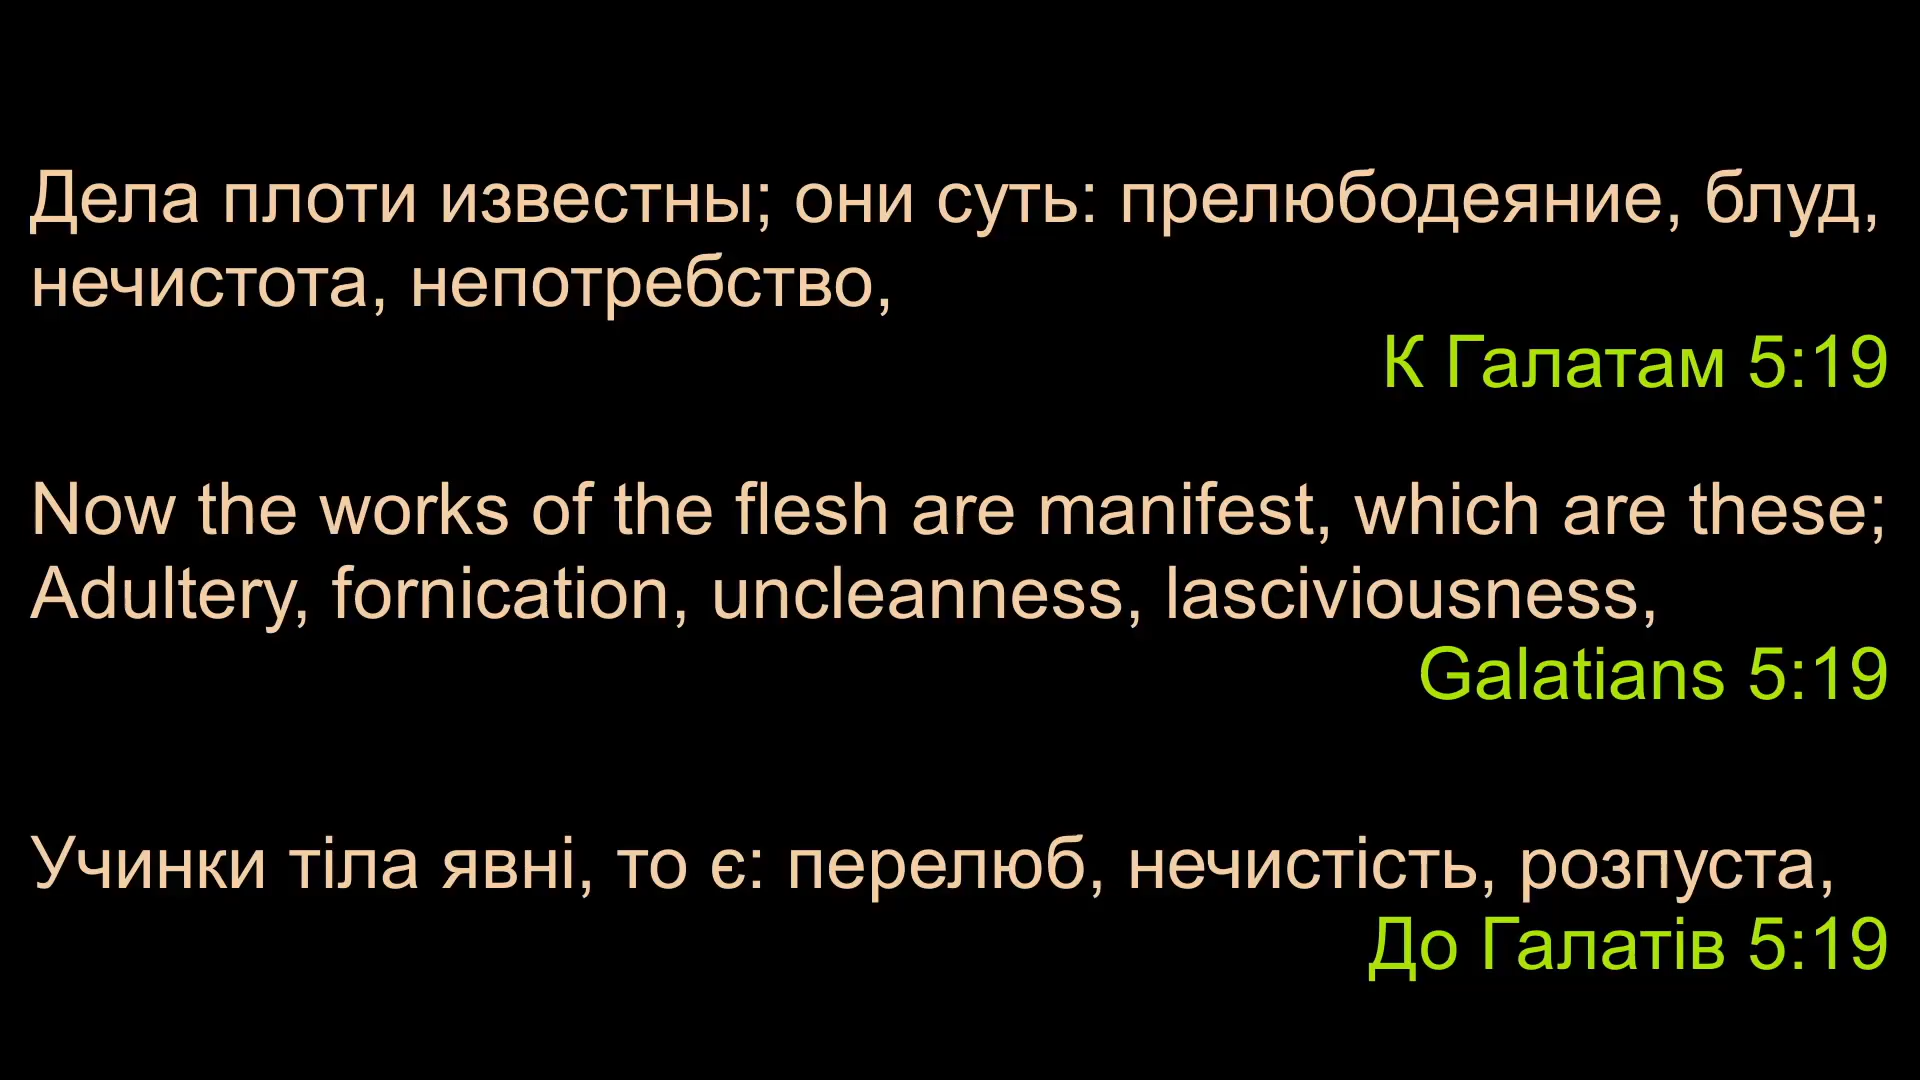 Дела плоти известны; они суть: прелюбодеяние, блуд,
нечистота, непотребство,
К Галатам 5:19
Now the works of the flesh are manifest, which are these;
Adultery, fornication, uncleanness, lasciviousness,
Galatians 5:19
Учинки тіла явні, то є: перелюб, нечистість, розпуста,
До Галатів 5:19